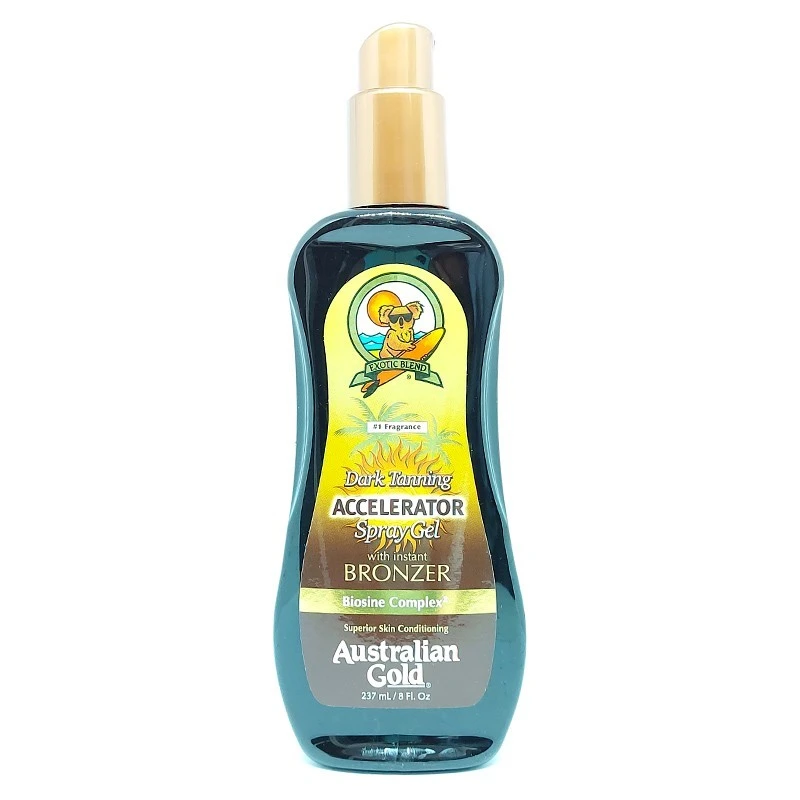 EXOTIC BLEND
®
#1 Fragrance
Dark Tanning
ACCELERATOR
Spray Gel
with instant
BRONZER
Biosine Complex®
Superior Skin Conditioning
Australian
Gold®
237 mL / 8 Fl. Oz